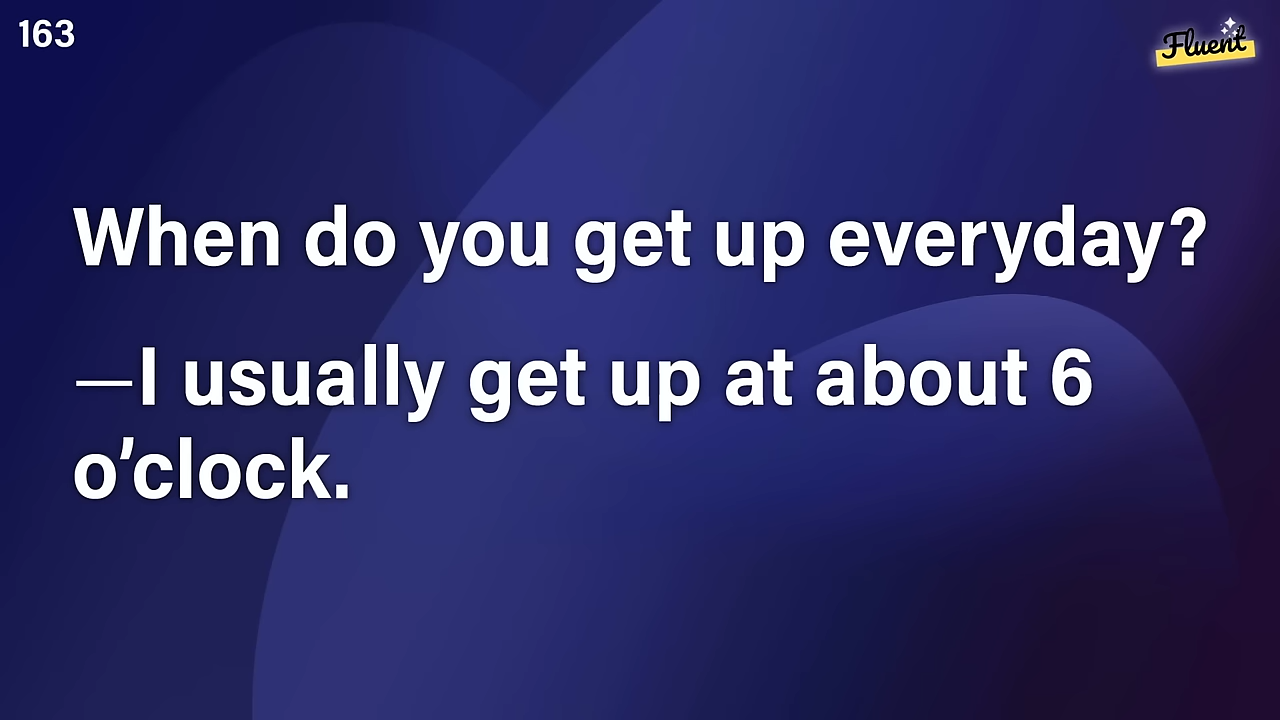 163
Fluent
When do you get up everyday?
—I usually get up at about 6
o’clock.